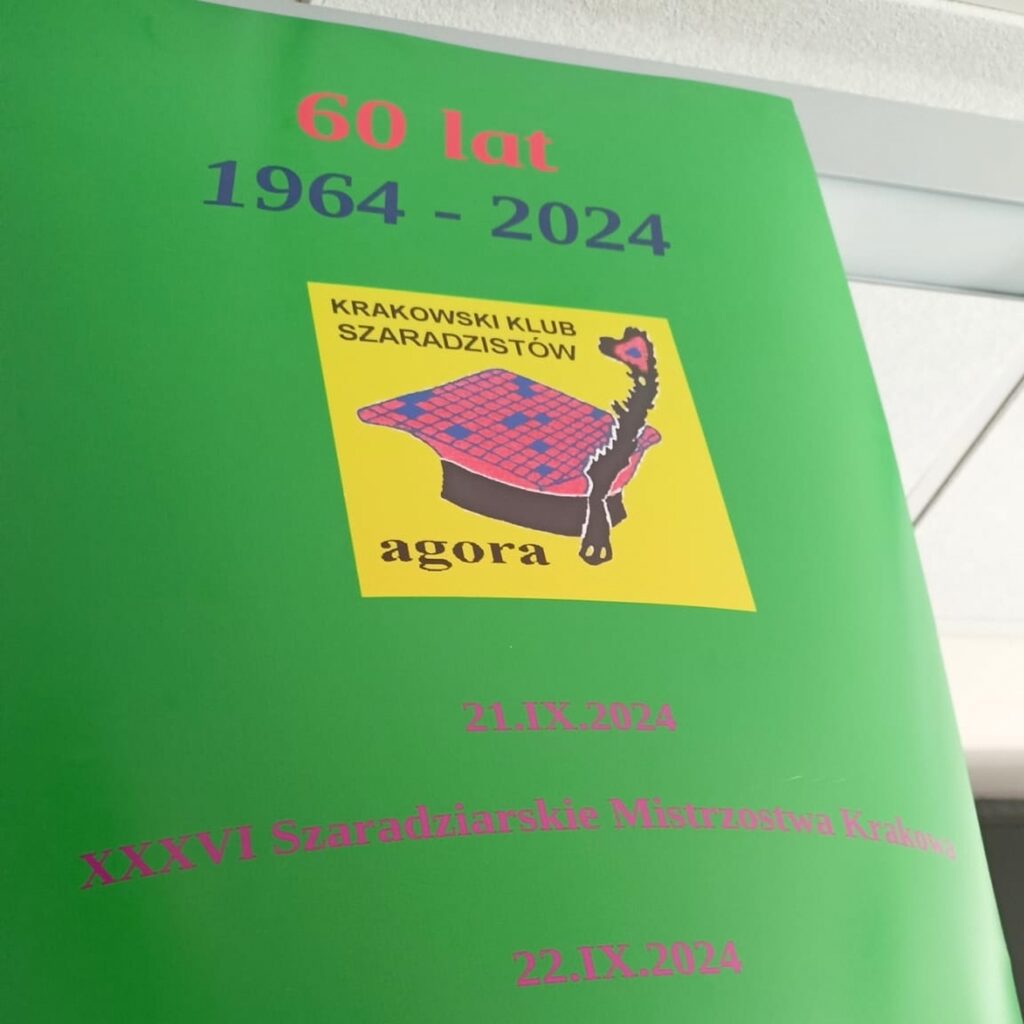 60 lat
1964 - 2024
KRAKOWSKI KLUB
SZARADZISTÓW
agora
21.IX.2024
XXXVI Szaradziarskie Mistrzostwa Krakowa
22.IX.2024